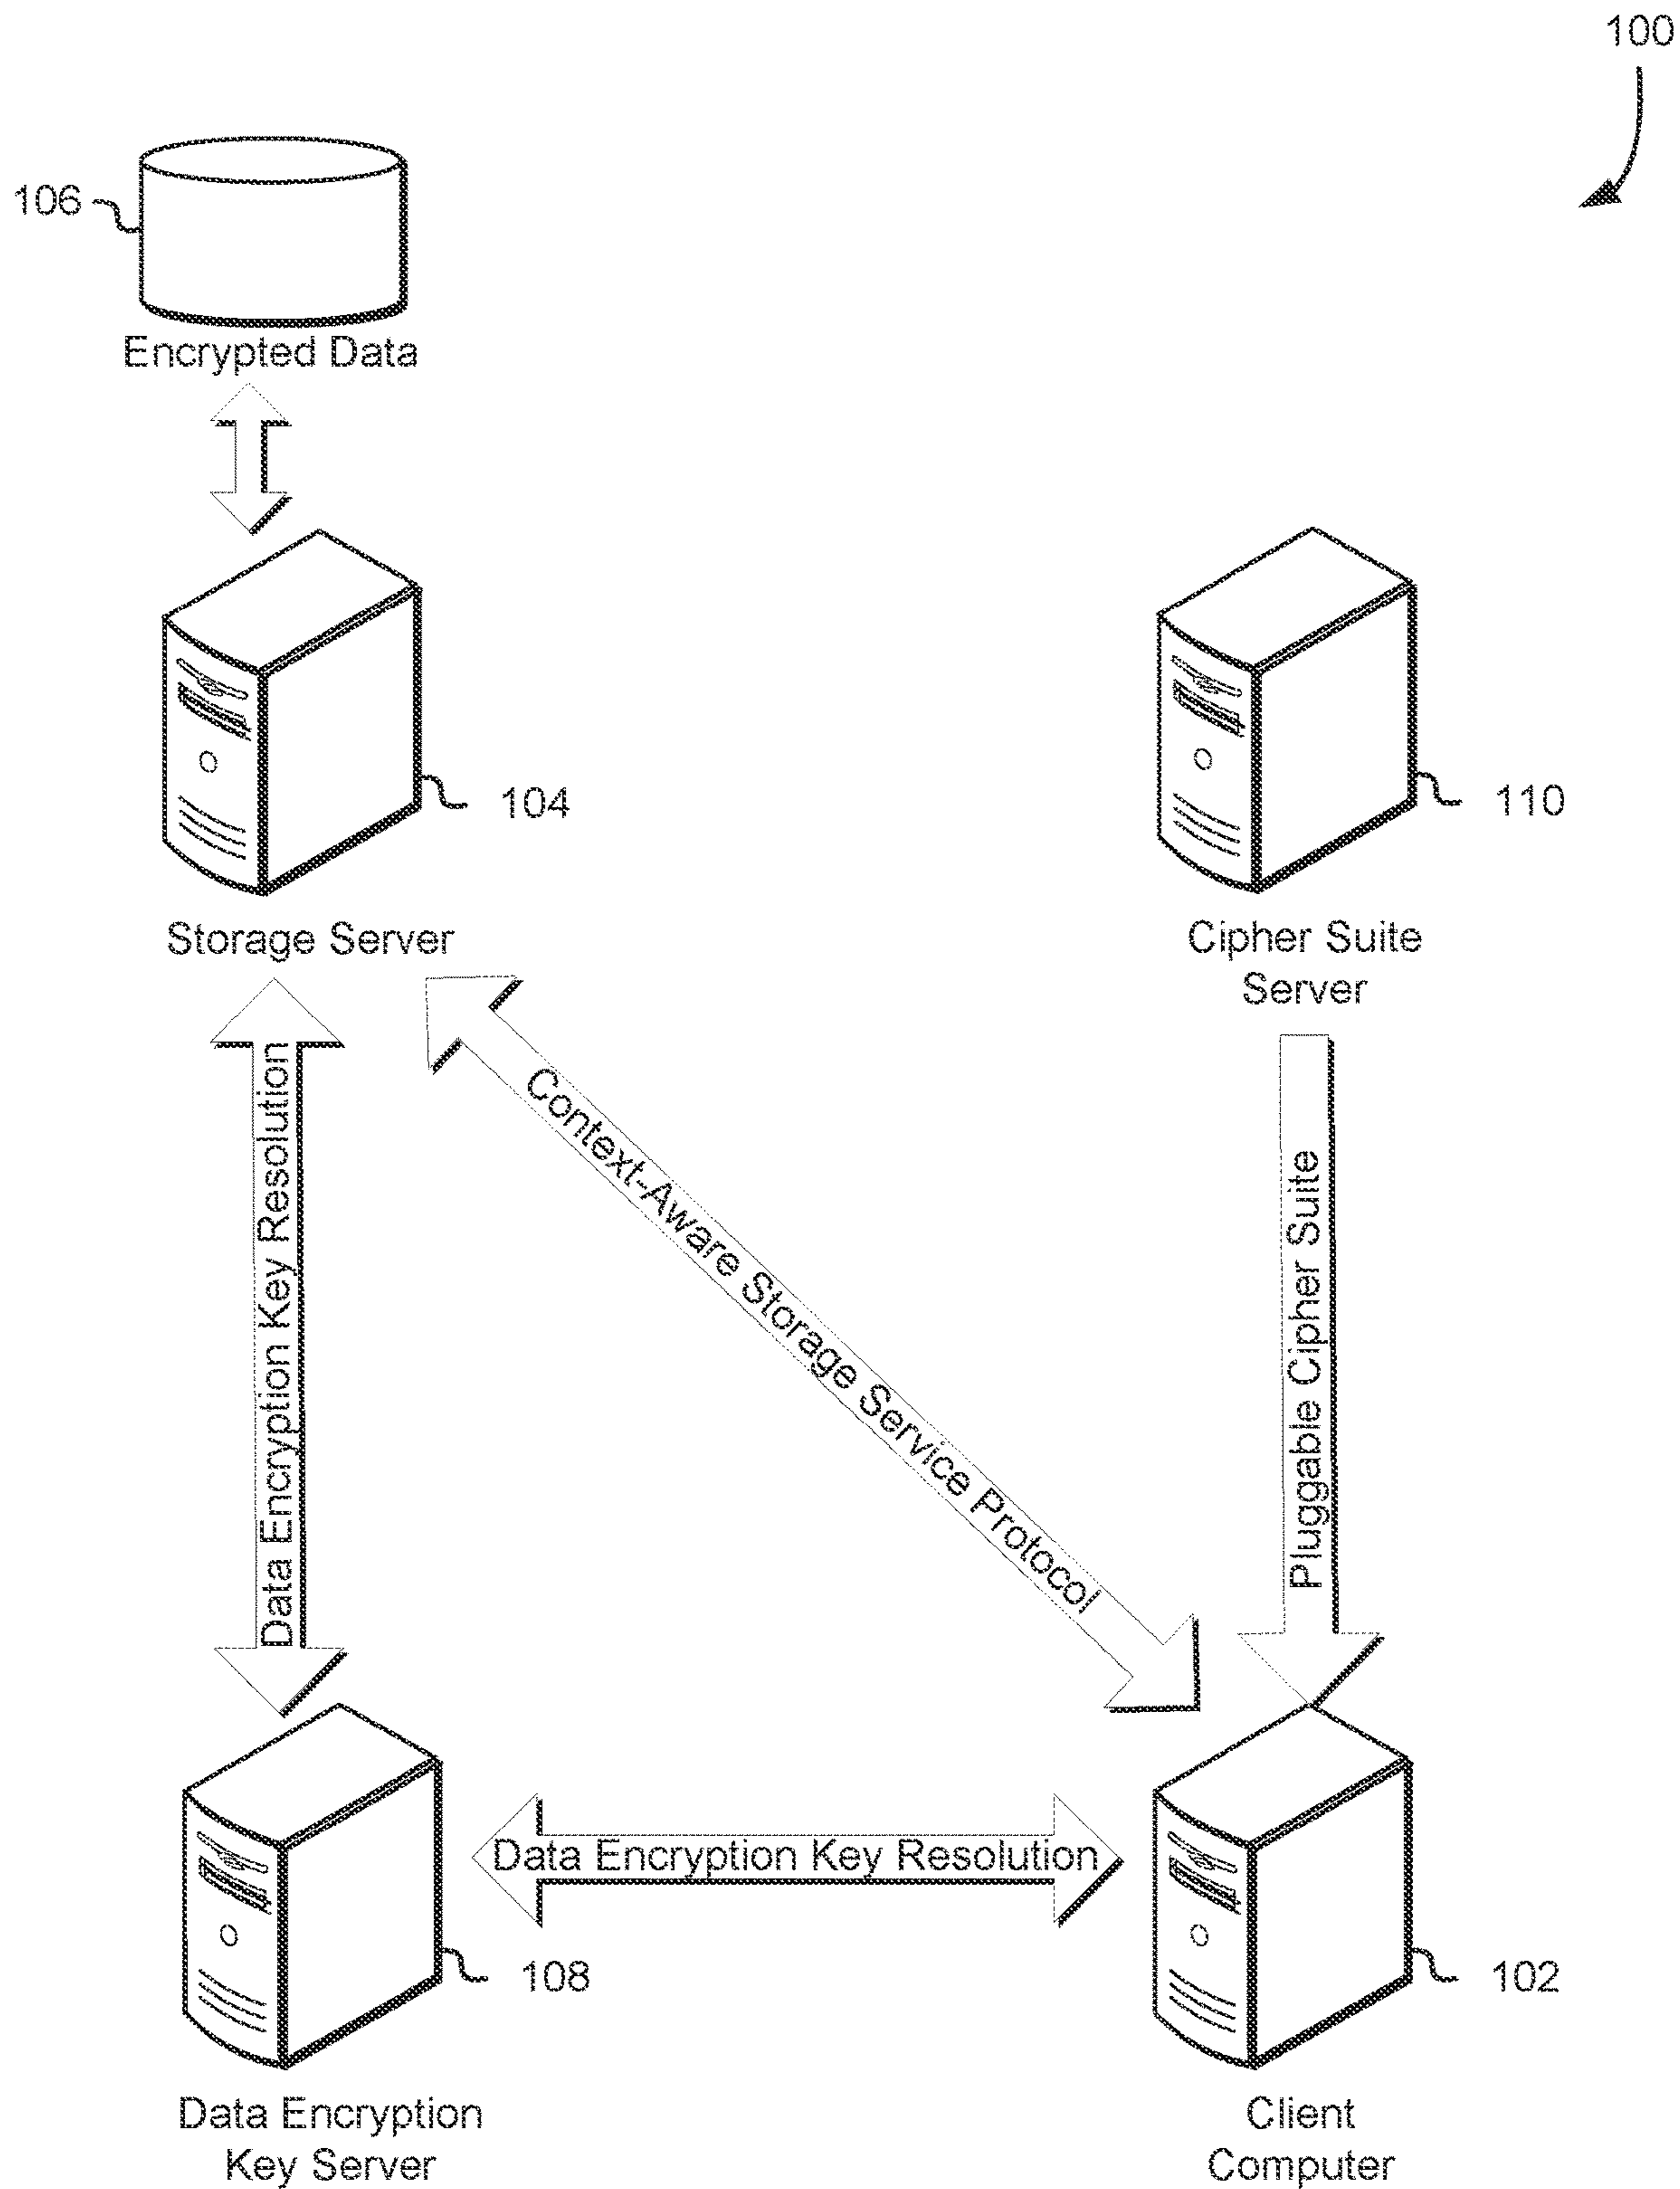 100
106
Encrypted Data
104
110
Storage Server
Cipher Suite
Server
Data Encryption Key Resolution
Context-Aware Storage Service Protocol
Pluggable Cipher Suite
Data Encryption Key Resolution
108
102
Data Encryption
Key Server
Client
Computer